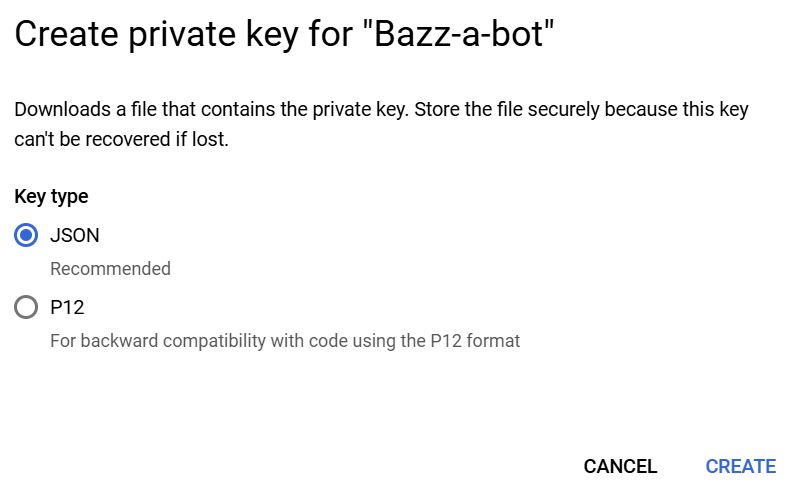 Create private key for "Bazz-a-bot"
Downloads a file that contains the private key. Store the file securely because this key
can't be recovered if lost.
Key type
JSON
Recommended
P12
For backward compatibility with code using the P12 format
CANCEL CREATE